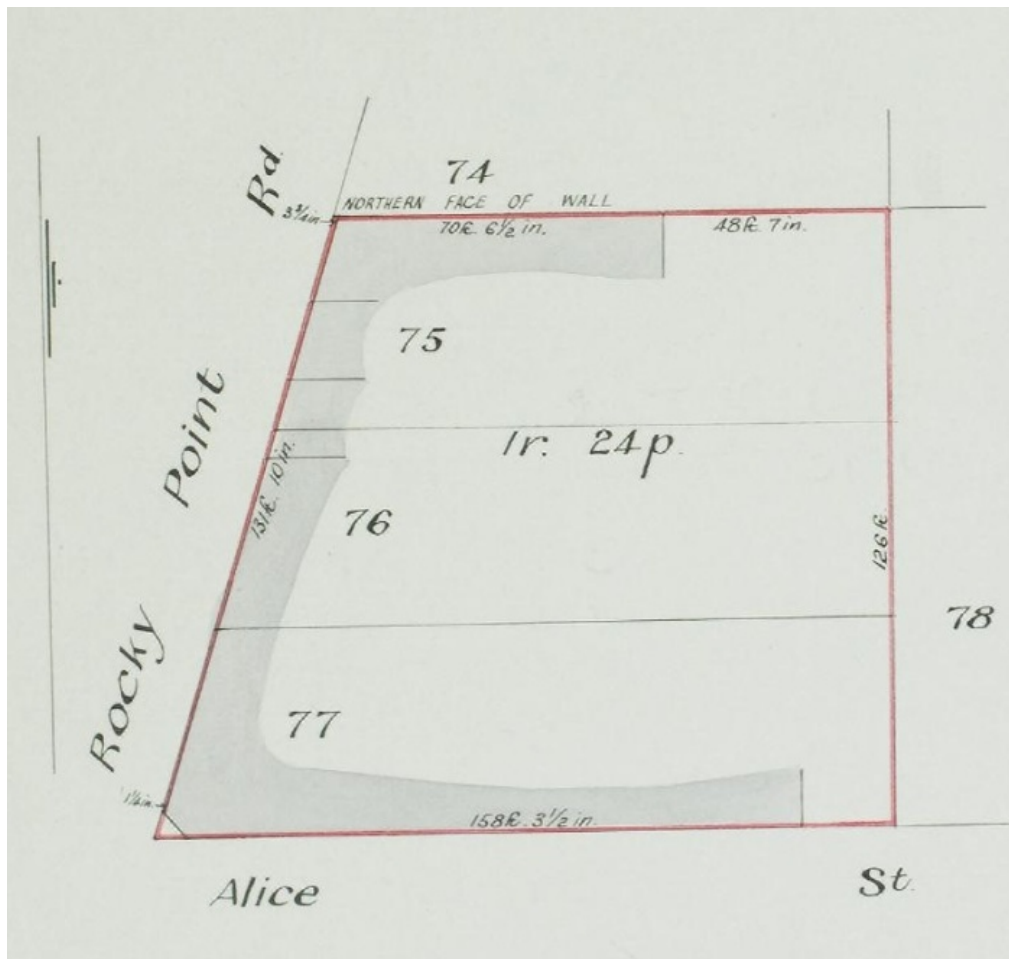 74
Rd.
3¾in.
NORTHERN FACE OF WALL
70ft. 6½ in.
48ft. 7in.
75
Point
1r: 24p.
131ft. 10in.
76
126ft.
Rocky
78
77
158ft. 3½ in.
Alice
St.